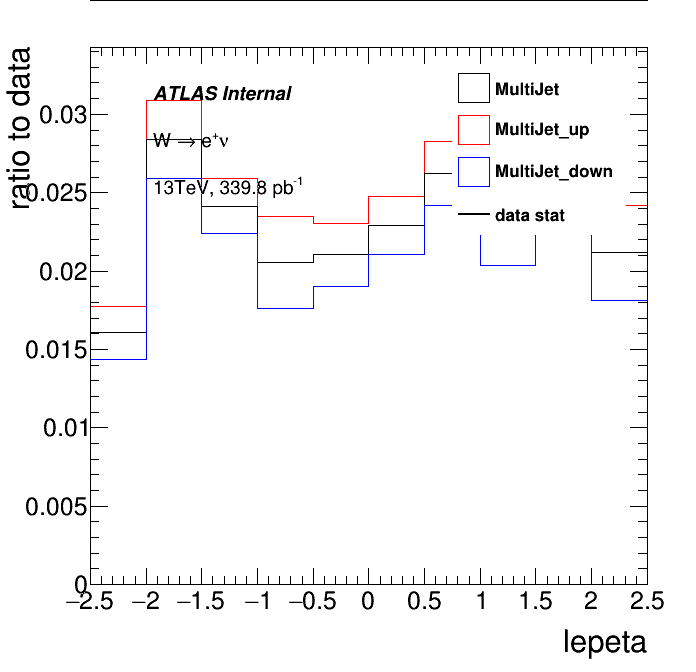 ratio to data
ATLAS Internal
W → e⁺ν
13TeV, 339.8 pb⁻¹
MultiJet
MultiJet_up
MultiJet_down
data stat
0.03
0.025
0.02
0.015
0.01
0.005
0
−2.5 −2 −1.5 −1 −0.5 0 0.5 1 1.5 2 2.5
lepeta